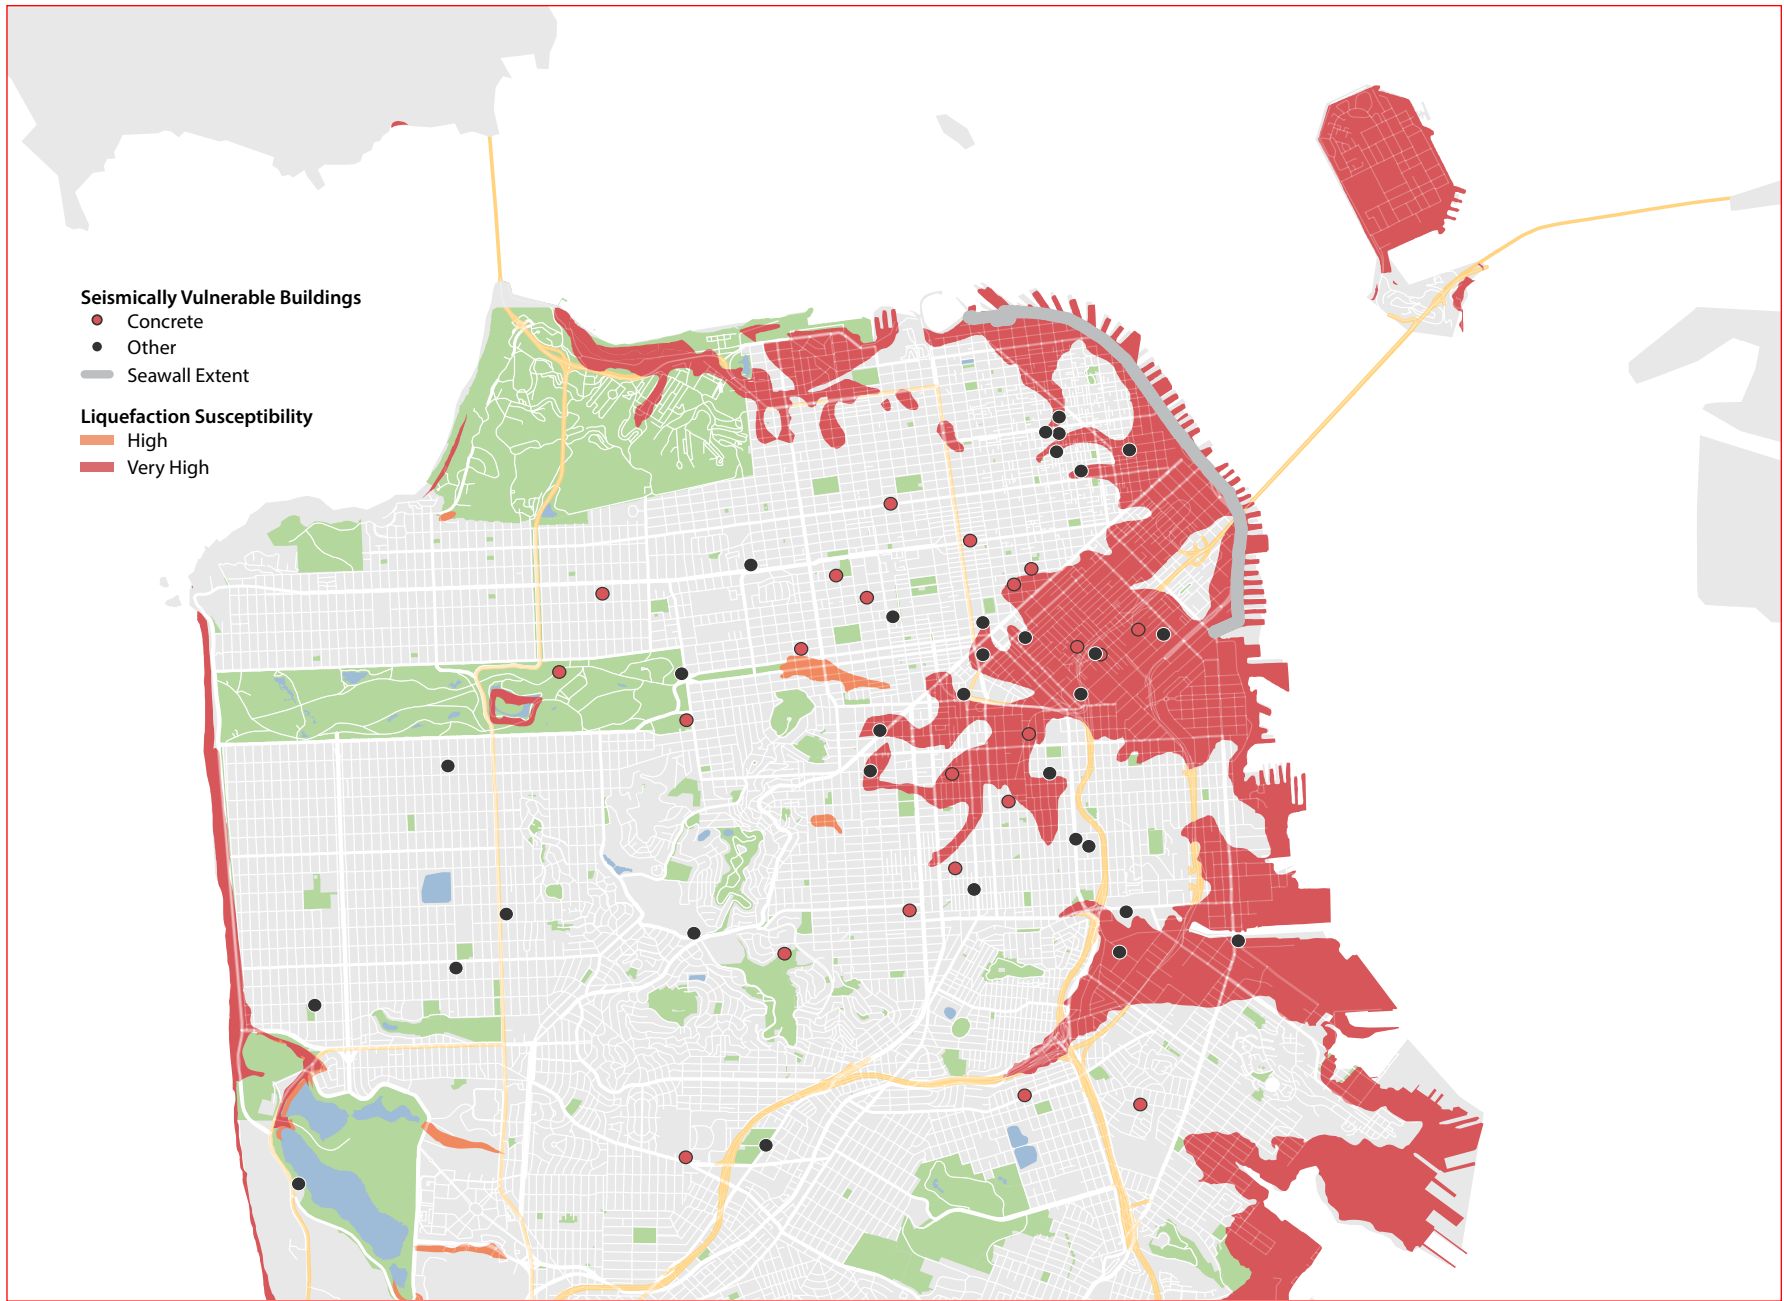 Seismically Vulnerable Buildings
Concrete
Other
Seawall Extent
Liquefaction Susceptibility
High
Very High